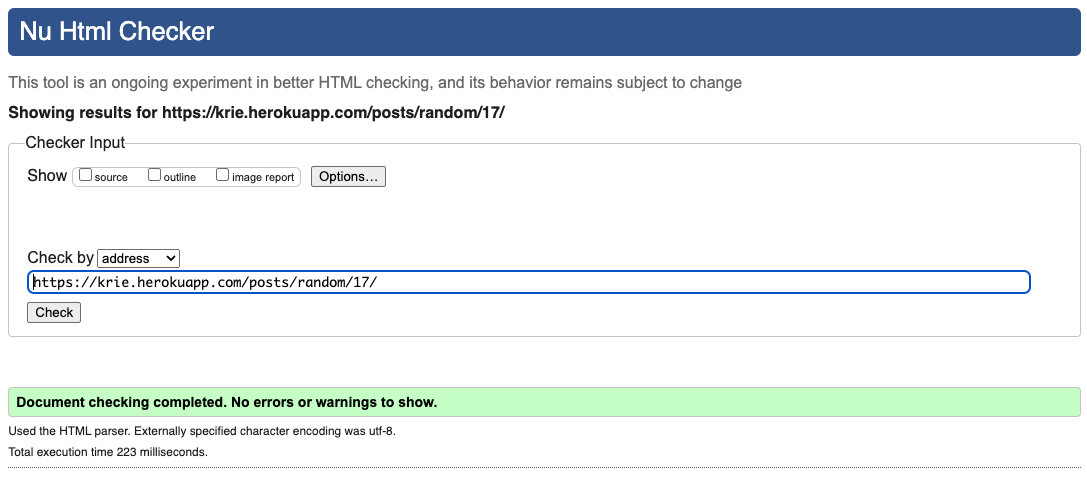 Nu Html Checker
This tool is an ongoing experiment in better HTML checking, and its behavior remains subject to change
Showing results for https://krie.herokuapp.com/posts/random/17/
Checker Input
Show source outline image report Options…
Check by address
https://krie.herokuapp.com/posts/random/17/
Check
Document checking completed. No errors or warnings to show.
Used the HTML parser. Externally specified character encoding was utf-8.
Total execution time 223 milliseconds.